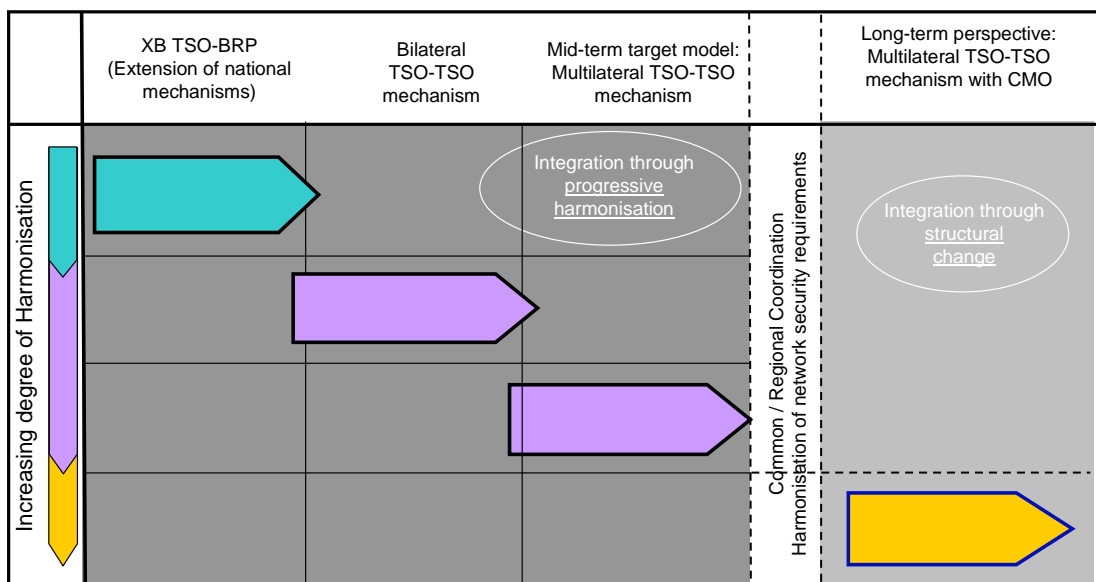 XB TSO-BRP
(Extension of national
mechanisms)
Bilateral
TSO-TSO
mechanism
Mid-term target model:
Multilateral TSO-TSO
mechanism
Long-term perspective:
Multilateral TSO-TSO
mechanism with CMO
Increasing degree of Harmonisation
Integration through
progressive
harmonisation
Common / Regional Coordination
Harmonisation of network security requirements
Integration through
structural
change